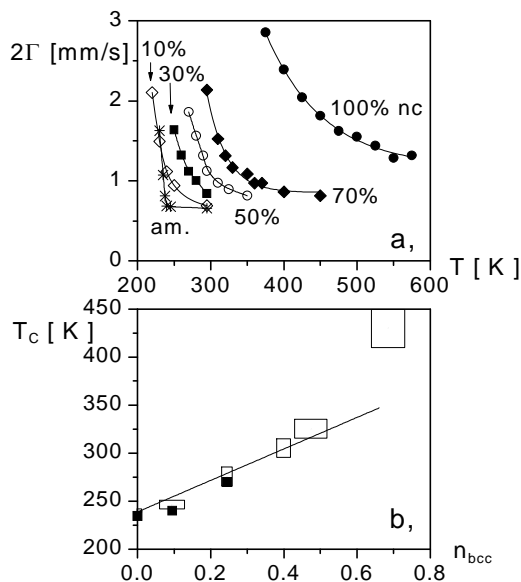 3
10%
2Γ [mm/s]
30%
2
100% nc
1
70%
50%
am.
0
a,
200 300 400 500 600
T [ K ]
450
T_C [ K ]
400
350
300
250
b,
200
0.0 0.2 0.4 0.6 0.8
n_bcc